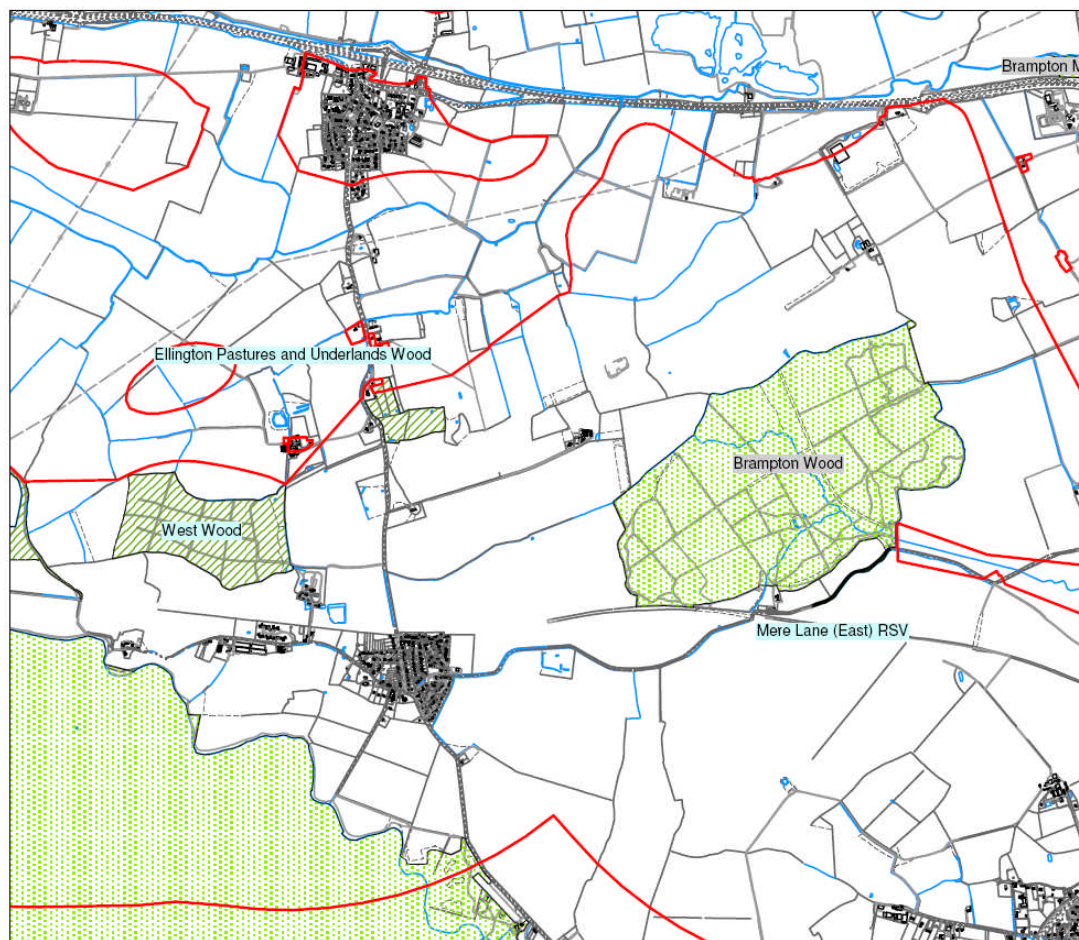 Brampton M
Ellington Pastures and Underlands Wood
Brampton Wood
West Wood
Mere Lane (East) RSV